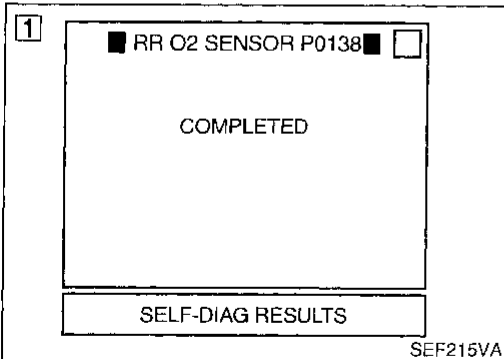 1
RR O2 SENSOR P0138
COMPLETED
SELF-DIAG RESULTS
SEF215VA